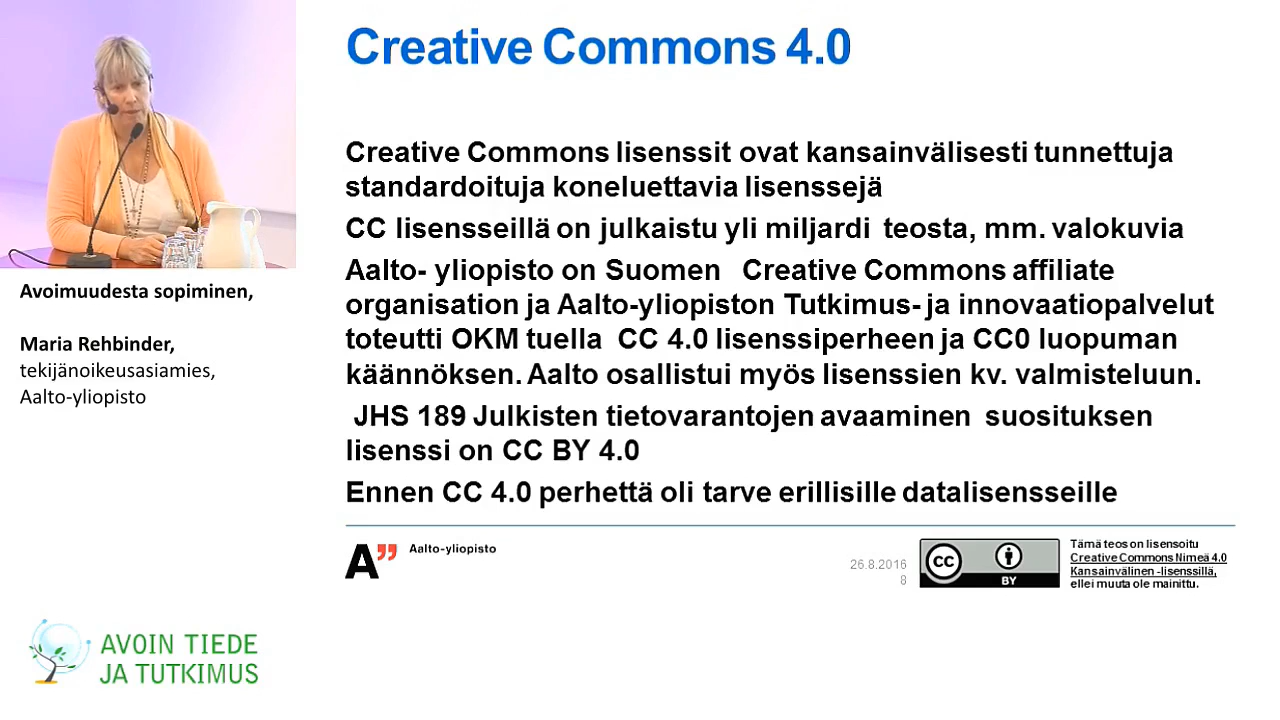 Creative Commons 4.0
Creative Commons lisenssit ovat kansainvälisesti tunnettuja
standardoituja koneluettavia lisenssejä
CC lisensseillä on julkaistu yli miljardi teosta, mm. valokuvia
Aalto- yliopisto on Suomen Creative Commons affiliate
organisation ja Aalto-yliopiston Tutkimus- ja innovaatiopalvelut
toteutti OKM tuella CC 4.0 lisenssiperheen ja CC0 luopuman
käännöksen. Aalto osallistui myös lisenssien kv. valmisteluun.
JHS 189 Julkisten tietovarantojen avaaminen suosituksen
lisenssi on CC BY 4.0
Ennen CC 4.0 perhettä oli tarve erillisille datalisensseille
Avoimuudesta sopiminen,
Maria Rehbinder,
tekijänoikeusasiamies,
Aalto-yliopisto
A”
Aalto-yliopisto
26.8.2016
8
CC
BY
Tämä teos on lisensoitu
Creative Commons Nimeä 4.0
Kansainvälinen -lisenssillä,
ellei muuta ole mainittu.
AVOIN TIEDE
JA TUTKIMUS